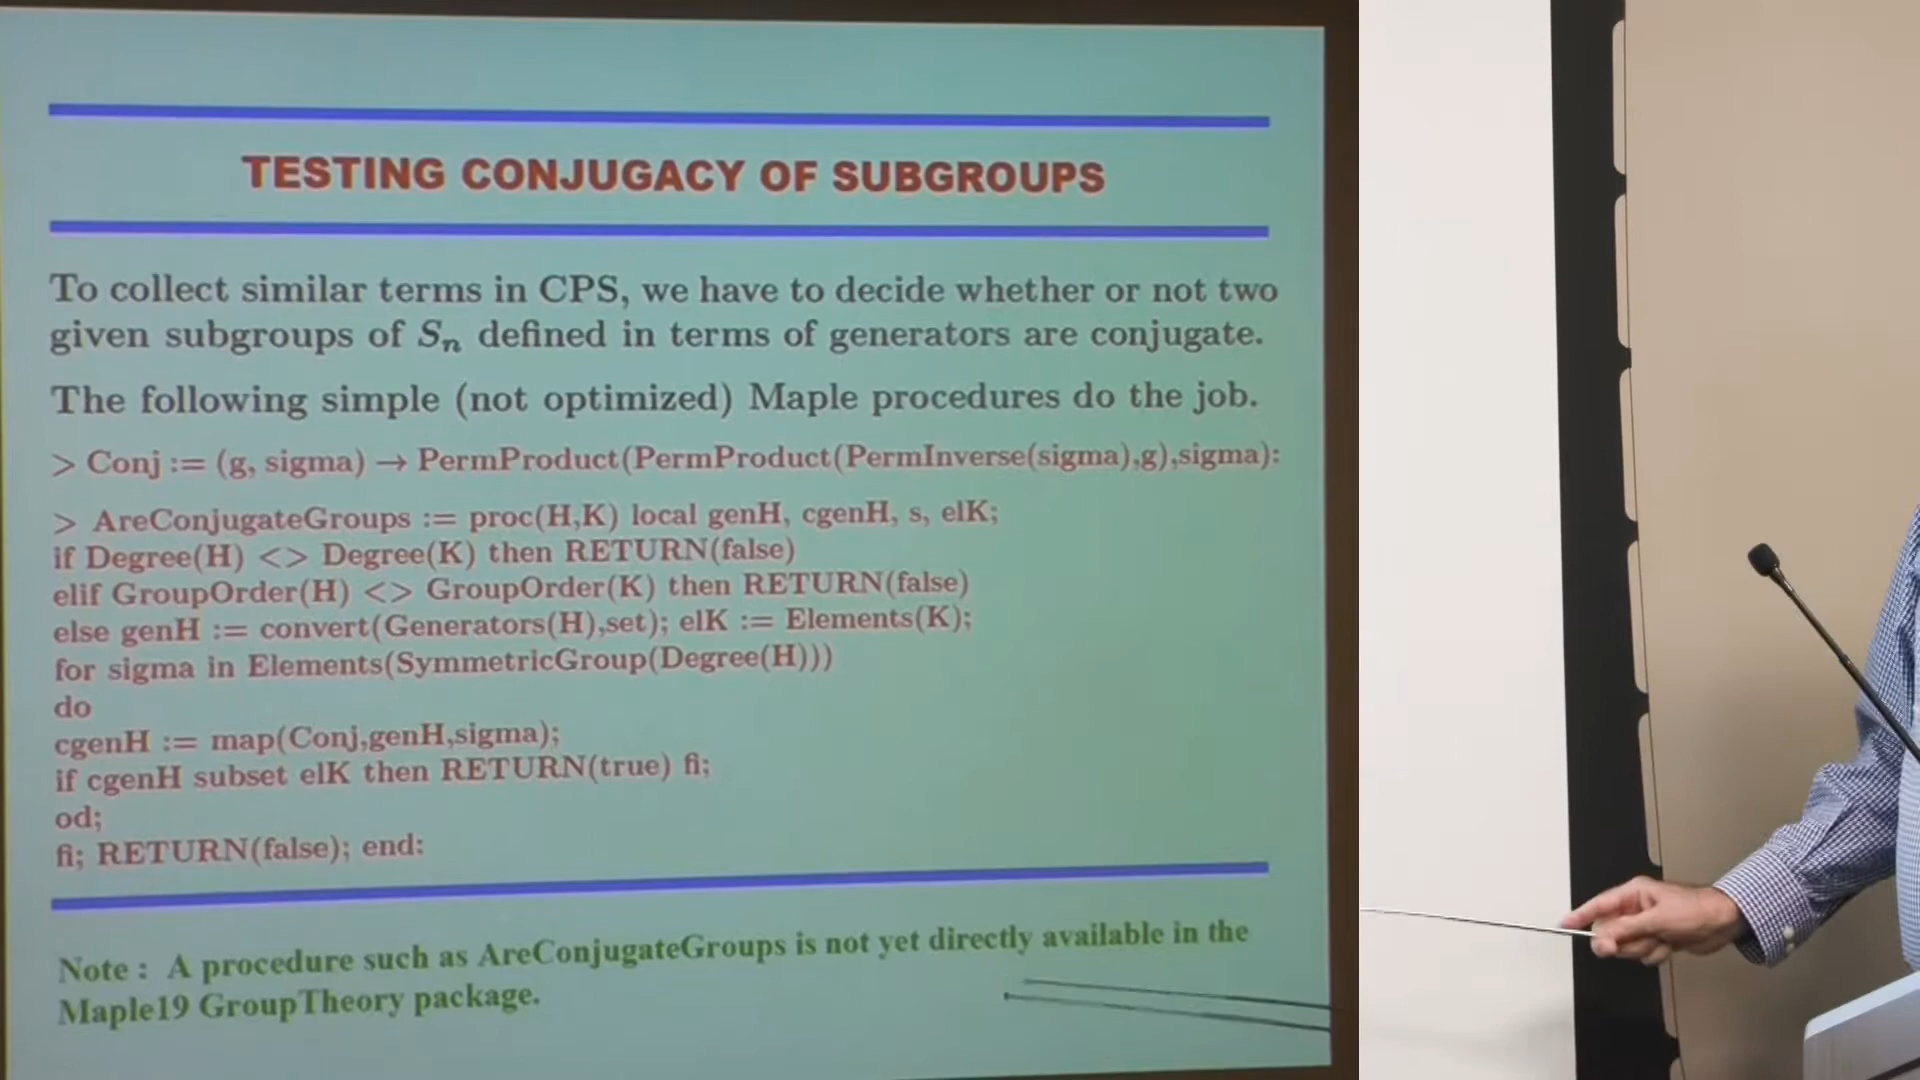 TESTING CONJUGACY OF SUBGROUPS
To collect similar terms in CPS, we have to decide whether or not two
given subgroups of Sn defined in terms of generators are conjugate.
The following simple (not optimized) Maple procedures do the job.
> Conj := (g, sigma) → PermProduct(PermProduct(PermInverse(sigma),g),sigma):
> AreConjugateGroups := proc(H,K) local genH, cgenH, s, elK;
if Degree(H) <> Degree(K) then RETURN(false)
elif GroupOrder(H) <> GroupOrder(K) then RETURN(false)
else genH := convert(Generators(H),set); elK := Elements(K);
for sigma in Elements(SymmetricGroup(Degree(H)))
do
cgenH := map(Conj,genH,sigma);
if cgenH subset elK then RETURN(true) fi;
od;
fi; RETURN(false); end:
Note : A procedure such as AreConjugateGroups is not yet directly available in the
Maple19 GroupTheory package.